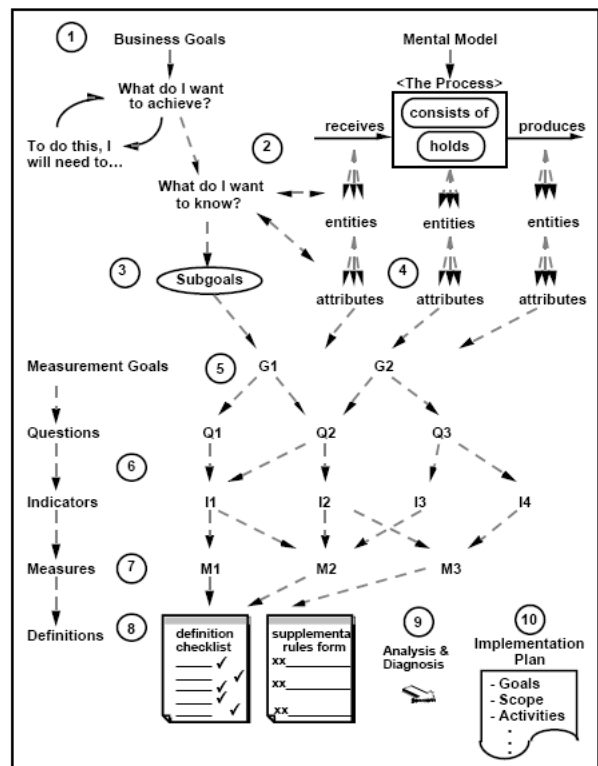 1
Business Goals
Mental Model
What do I want
to achieve?
<The Process>
receives
consists of
produces
To do this, I
will need to...
holds
2
What do I want
to know?
entities
entities
entities
3
Subgoals
4
attributes
attributes
attributes
Measurement Goals
5
G1
G2
Questions
Q1
Q2
Q3
6
Indicators
I1
I2
I3
I4
Measures
7
M1
M2
M3
Definitions
8
definition
checklist
supplementa
rules form
xx
xx
xx
9
Analysis &
Diagnosis
10
Implementation
Plan
- Goals
- Scope
- Activities